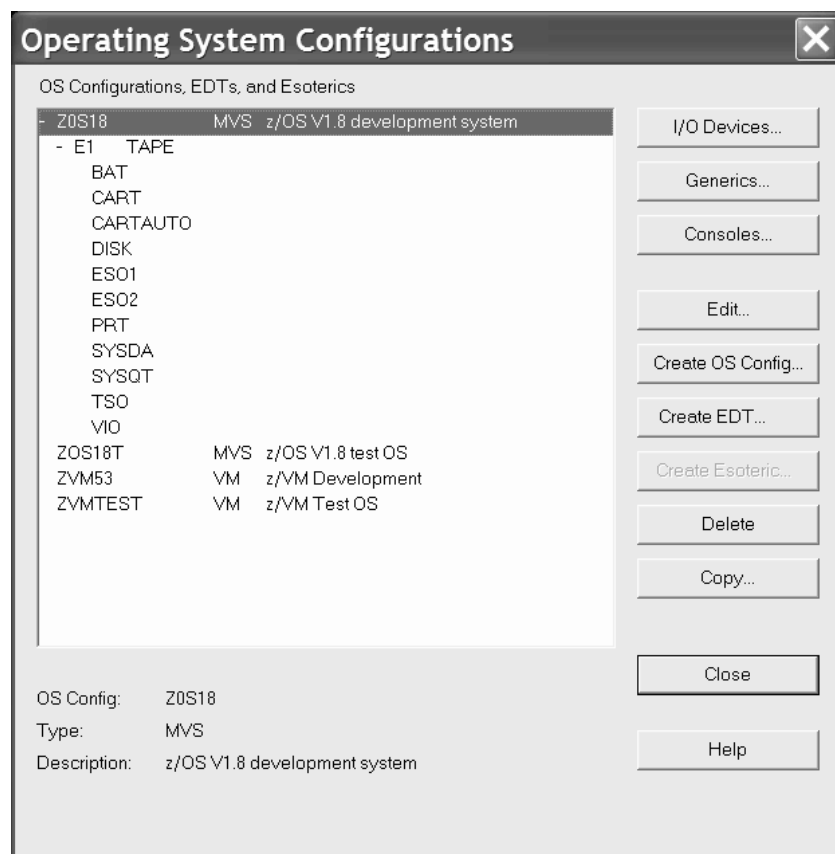 Operating System Configurations
OS Configurations, EDTs, and Esoterics
- Z0S18 MVS z/OS V1.8 development system
- E1 TAPE
BAT
CART
CARTAUTO
DISK
ESO1
ESO2
PRT
SYSDA
SYSQT
TSO
VIO
ZOS18T MVS z/OS V1.8 test OS
ZVM53 VM z/VM Development
ZVMTEST VM z/VM Test OS
I/O Devices...
Generics...
Consoles...
Edit...
Create OS Config...
Create EDT...
Create Esoteric...
Delete
Copy...
Close
Help
OS Config: Z0S18
Type: MVS
Description: z/OS V1.8 development system